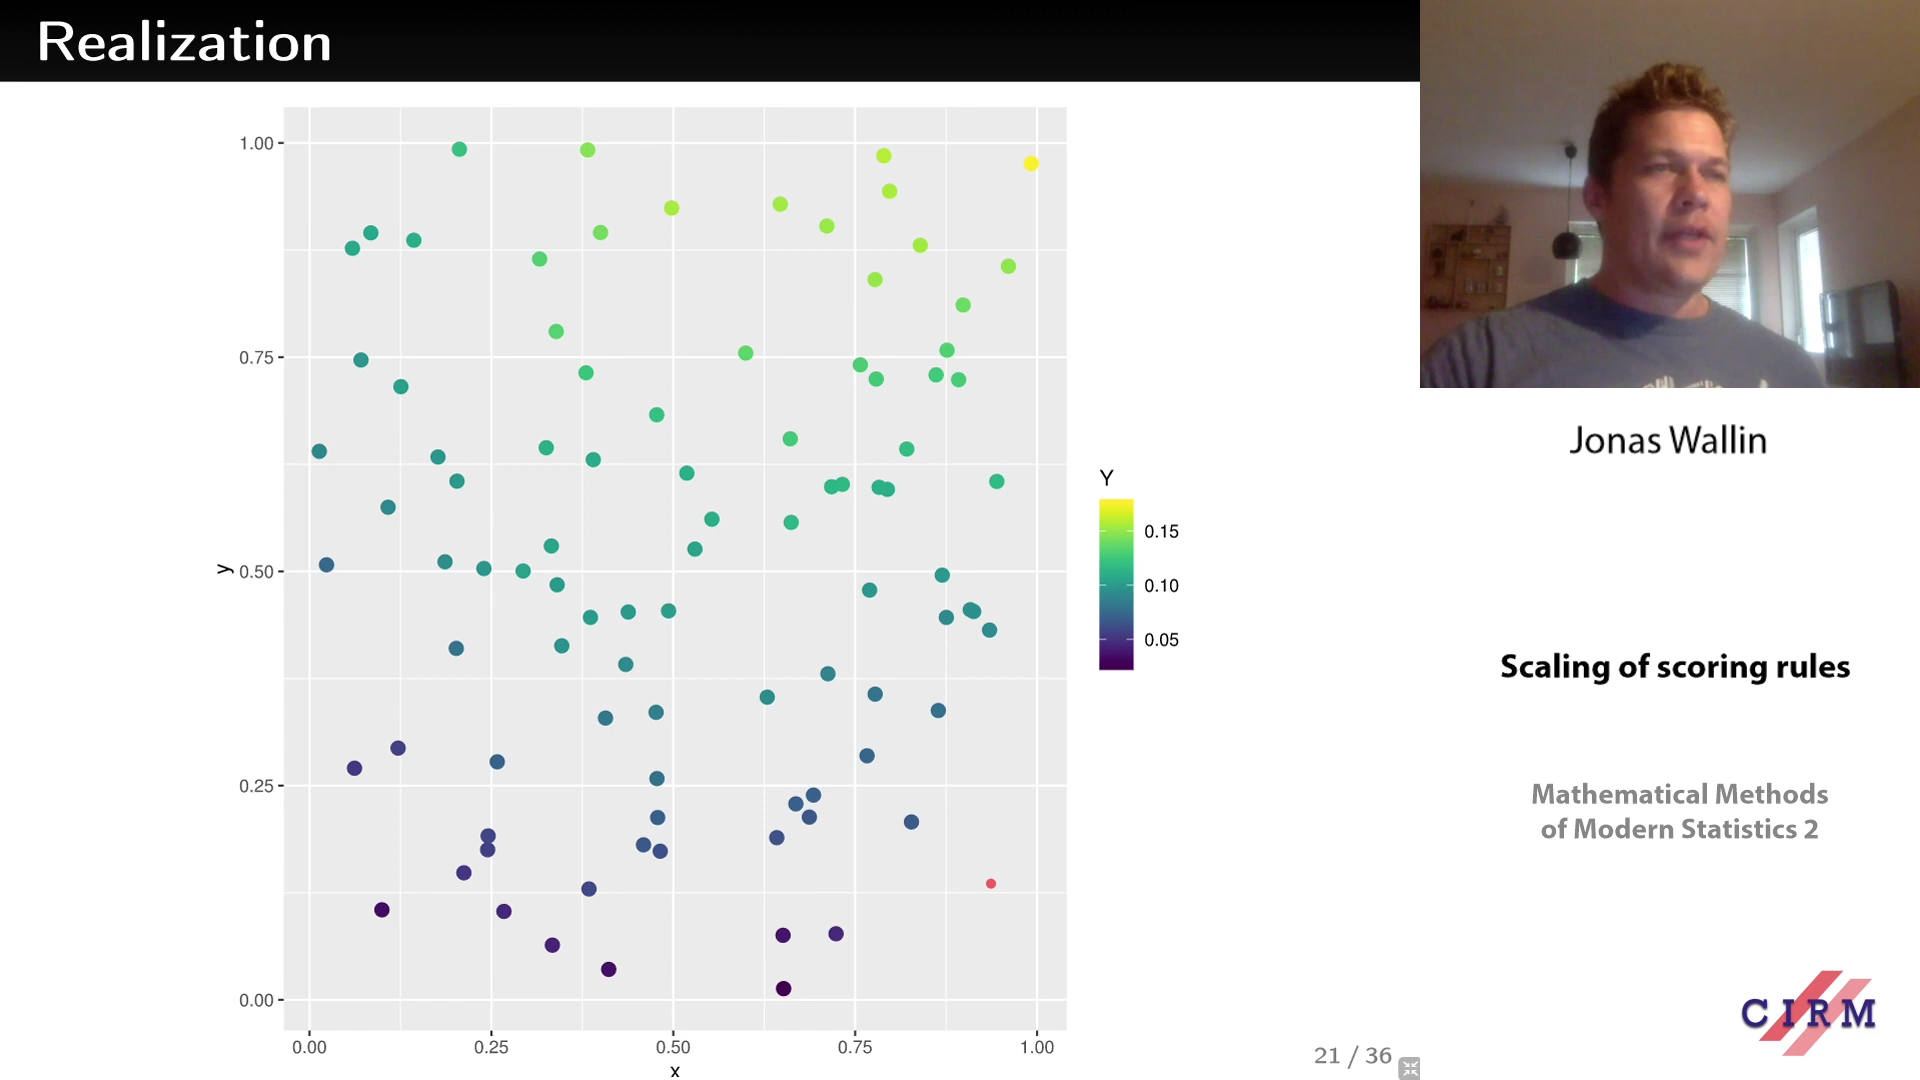 Realization
1.00
0.75
0.50
0.25
0.00
y
0.00 0.25 0.50 0.75 1.00
x
Y
0.15
0.10
0.05
21 / 36
Jonas Wallin
Scaling of scoring rules
Mathematical Methods
of Modern Statistics 2
CIRM